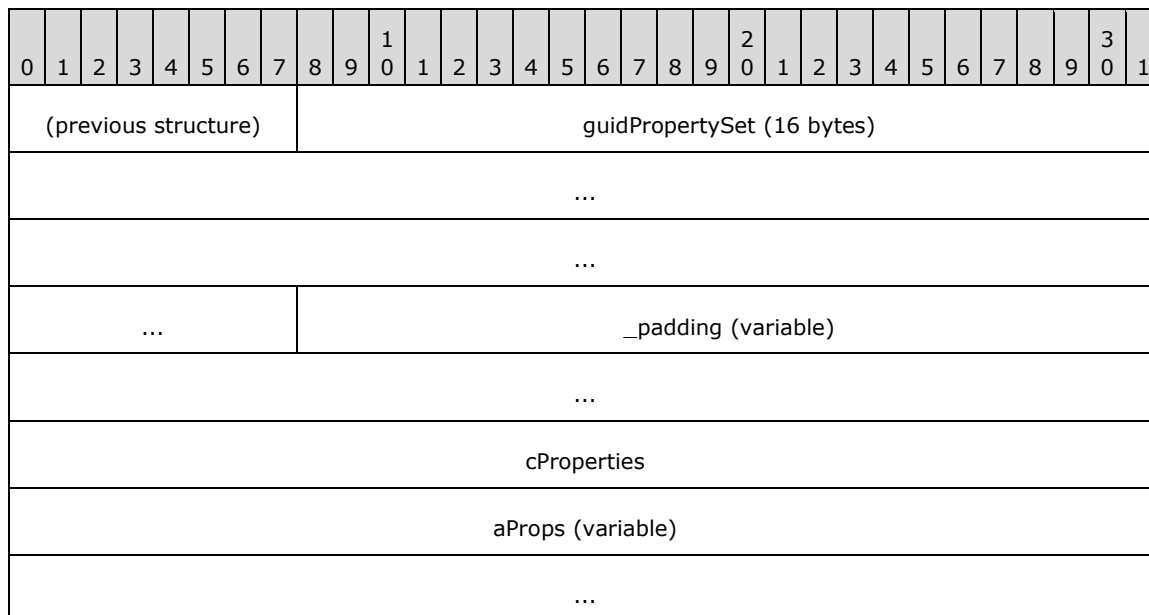 1 2 3
0 1 2 3 4 5 6 7 8 9 0 1 2 3 4 5 6 7 8 9 0 1 2 3 4 5 6 7 8 9 0 1
(previous structure) guidPropertySet (16 bytes)
...
...
... _padding (variable)
...
cProperties
aProps (variable)
...